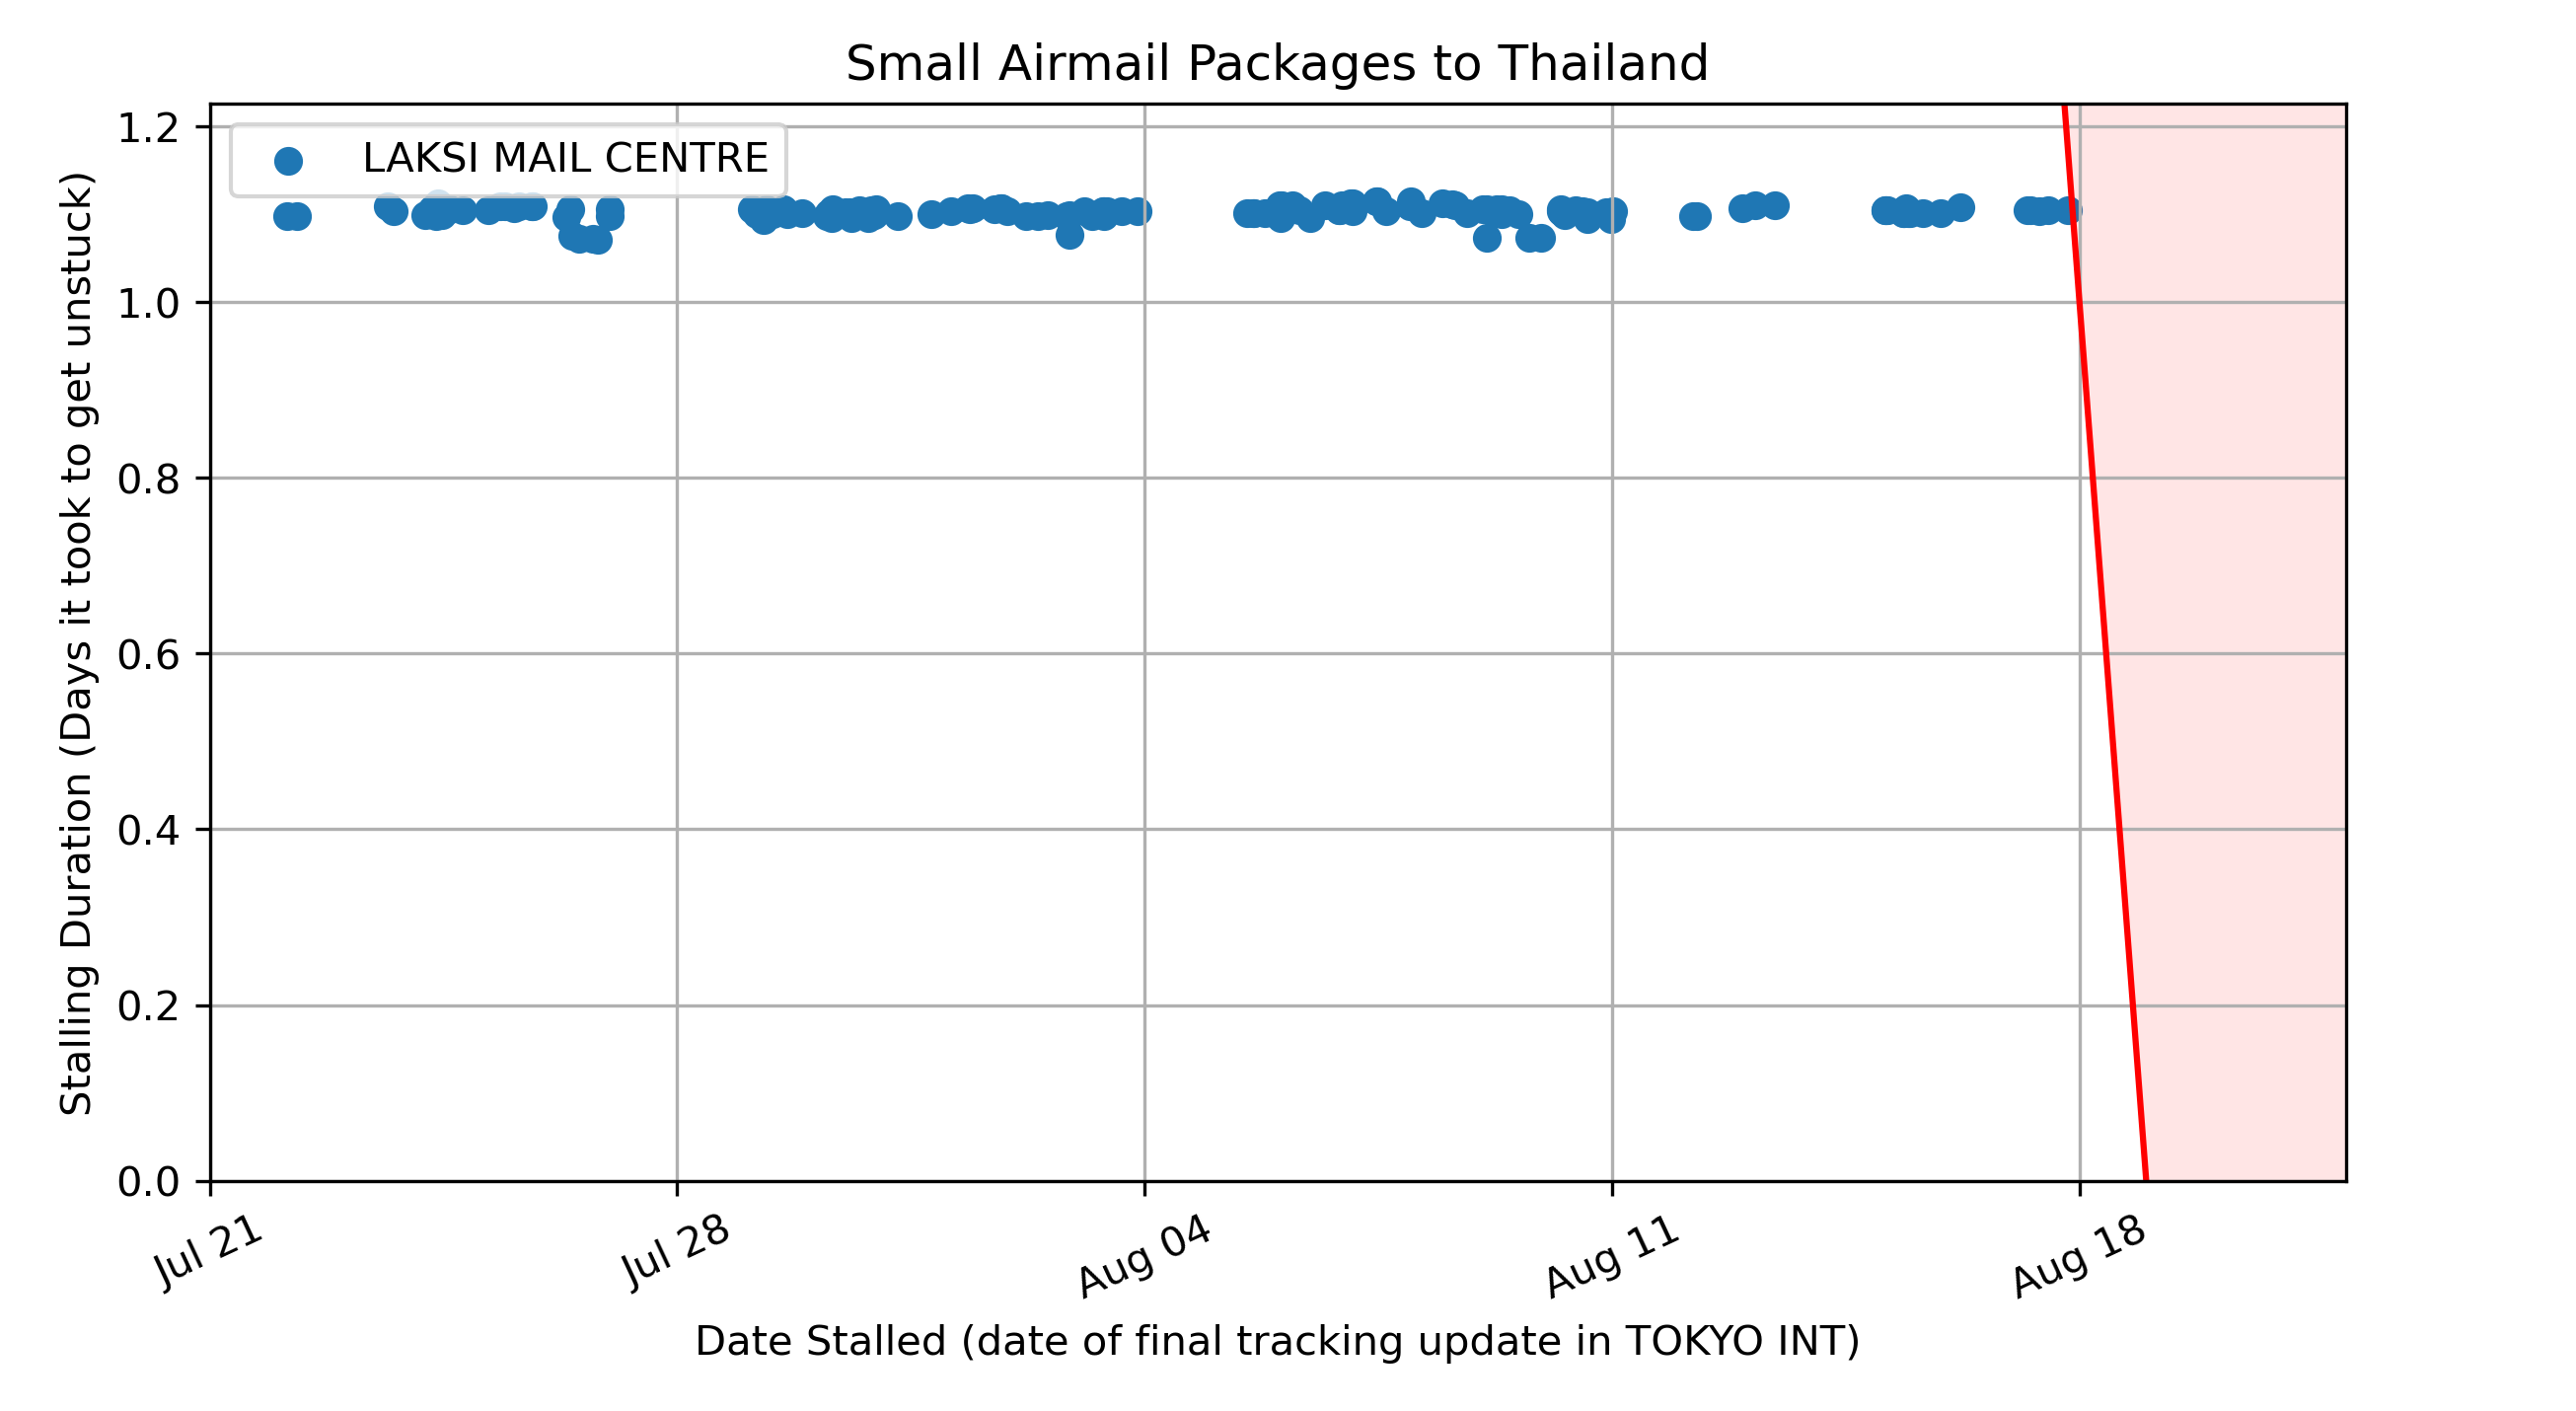 Small Airmail Packages to Thailand
LAKSI MAIL CENTRE
Stalling Duration (Days it took to get unstuck)
1.2
1.0
0.8
0.6
0.4
0.2
0.0
Jul 21
Jul 28
Aug 04
Aug 11
Aug 18
Date Stalled (date of final tracking update in TOKYO INT)